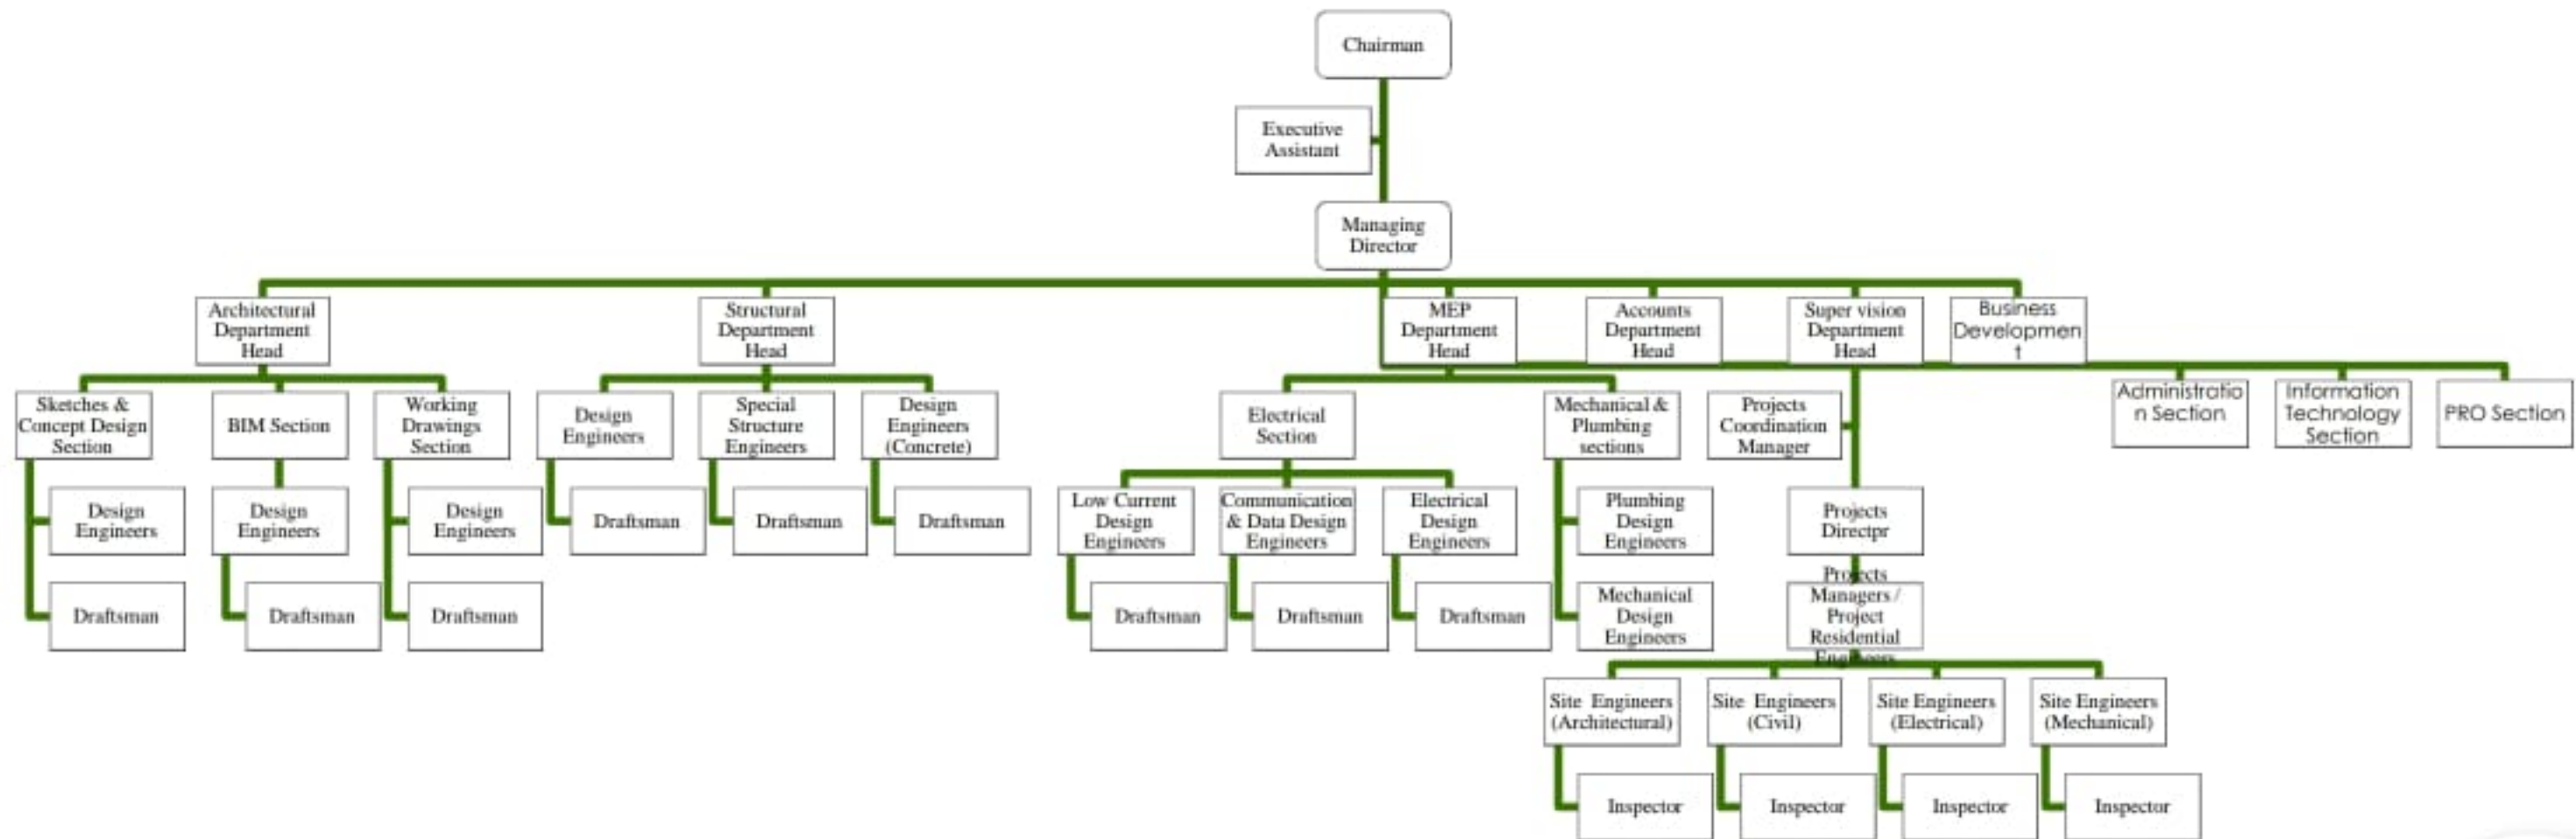 Chairman
Executive
Assistant
Managing
Director
Architectural
Department
Head
Structural
Department
Head
MEP
Department
Head
Accounts
Department
Head
Super vision
Department
Head
Business
Developmen
t
Sketches &
Concept Design
Section
BIM Section
Working
Drawings
Section
Design
Engineers
Special
Structure
Engineers
Design
Engineers
(Concrete)
Electrical
Section
Mechanical &
Plumbing
sections
Projects
Coordination
Manager
Administratio
n Section
Information
Technology
Section
PRO Section
Design
Engineers
Design
Engineers
Design
Engineers
Draftsman
Draftsman
Draftsman
Low Current
Design
Engineers
Communication
& Data Design
Engineers
Electrical
Design
Engineers
Plumbing
Design
Engineers
Projects
Directpr
Draftsman
Draftsman
Draftsman
Draftsman
Draftsman
Draftsman
Mechanical
Design
Engineers
Projects
Managers /
Project
Residential
Engineers
Site Engineers
(Architectural)
Site Engineers
(Civil)
Site Engineers
(Electrical)
Site Engineers
(Mechanical)
Inspector
Inspector
Inspector
Inspector